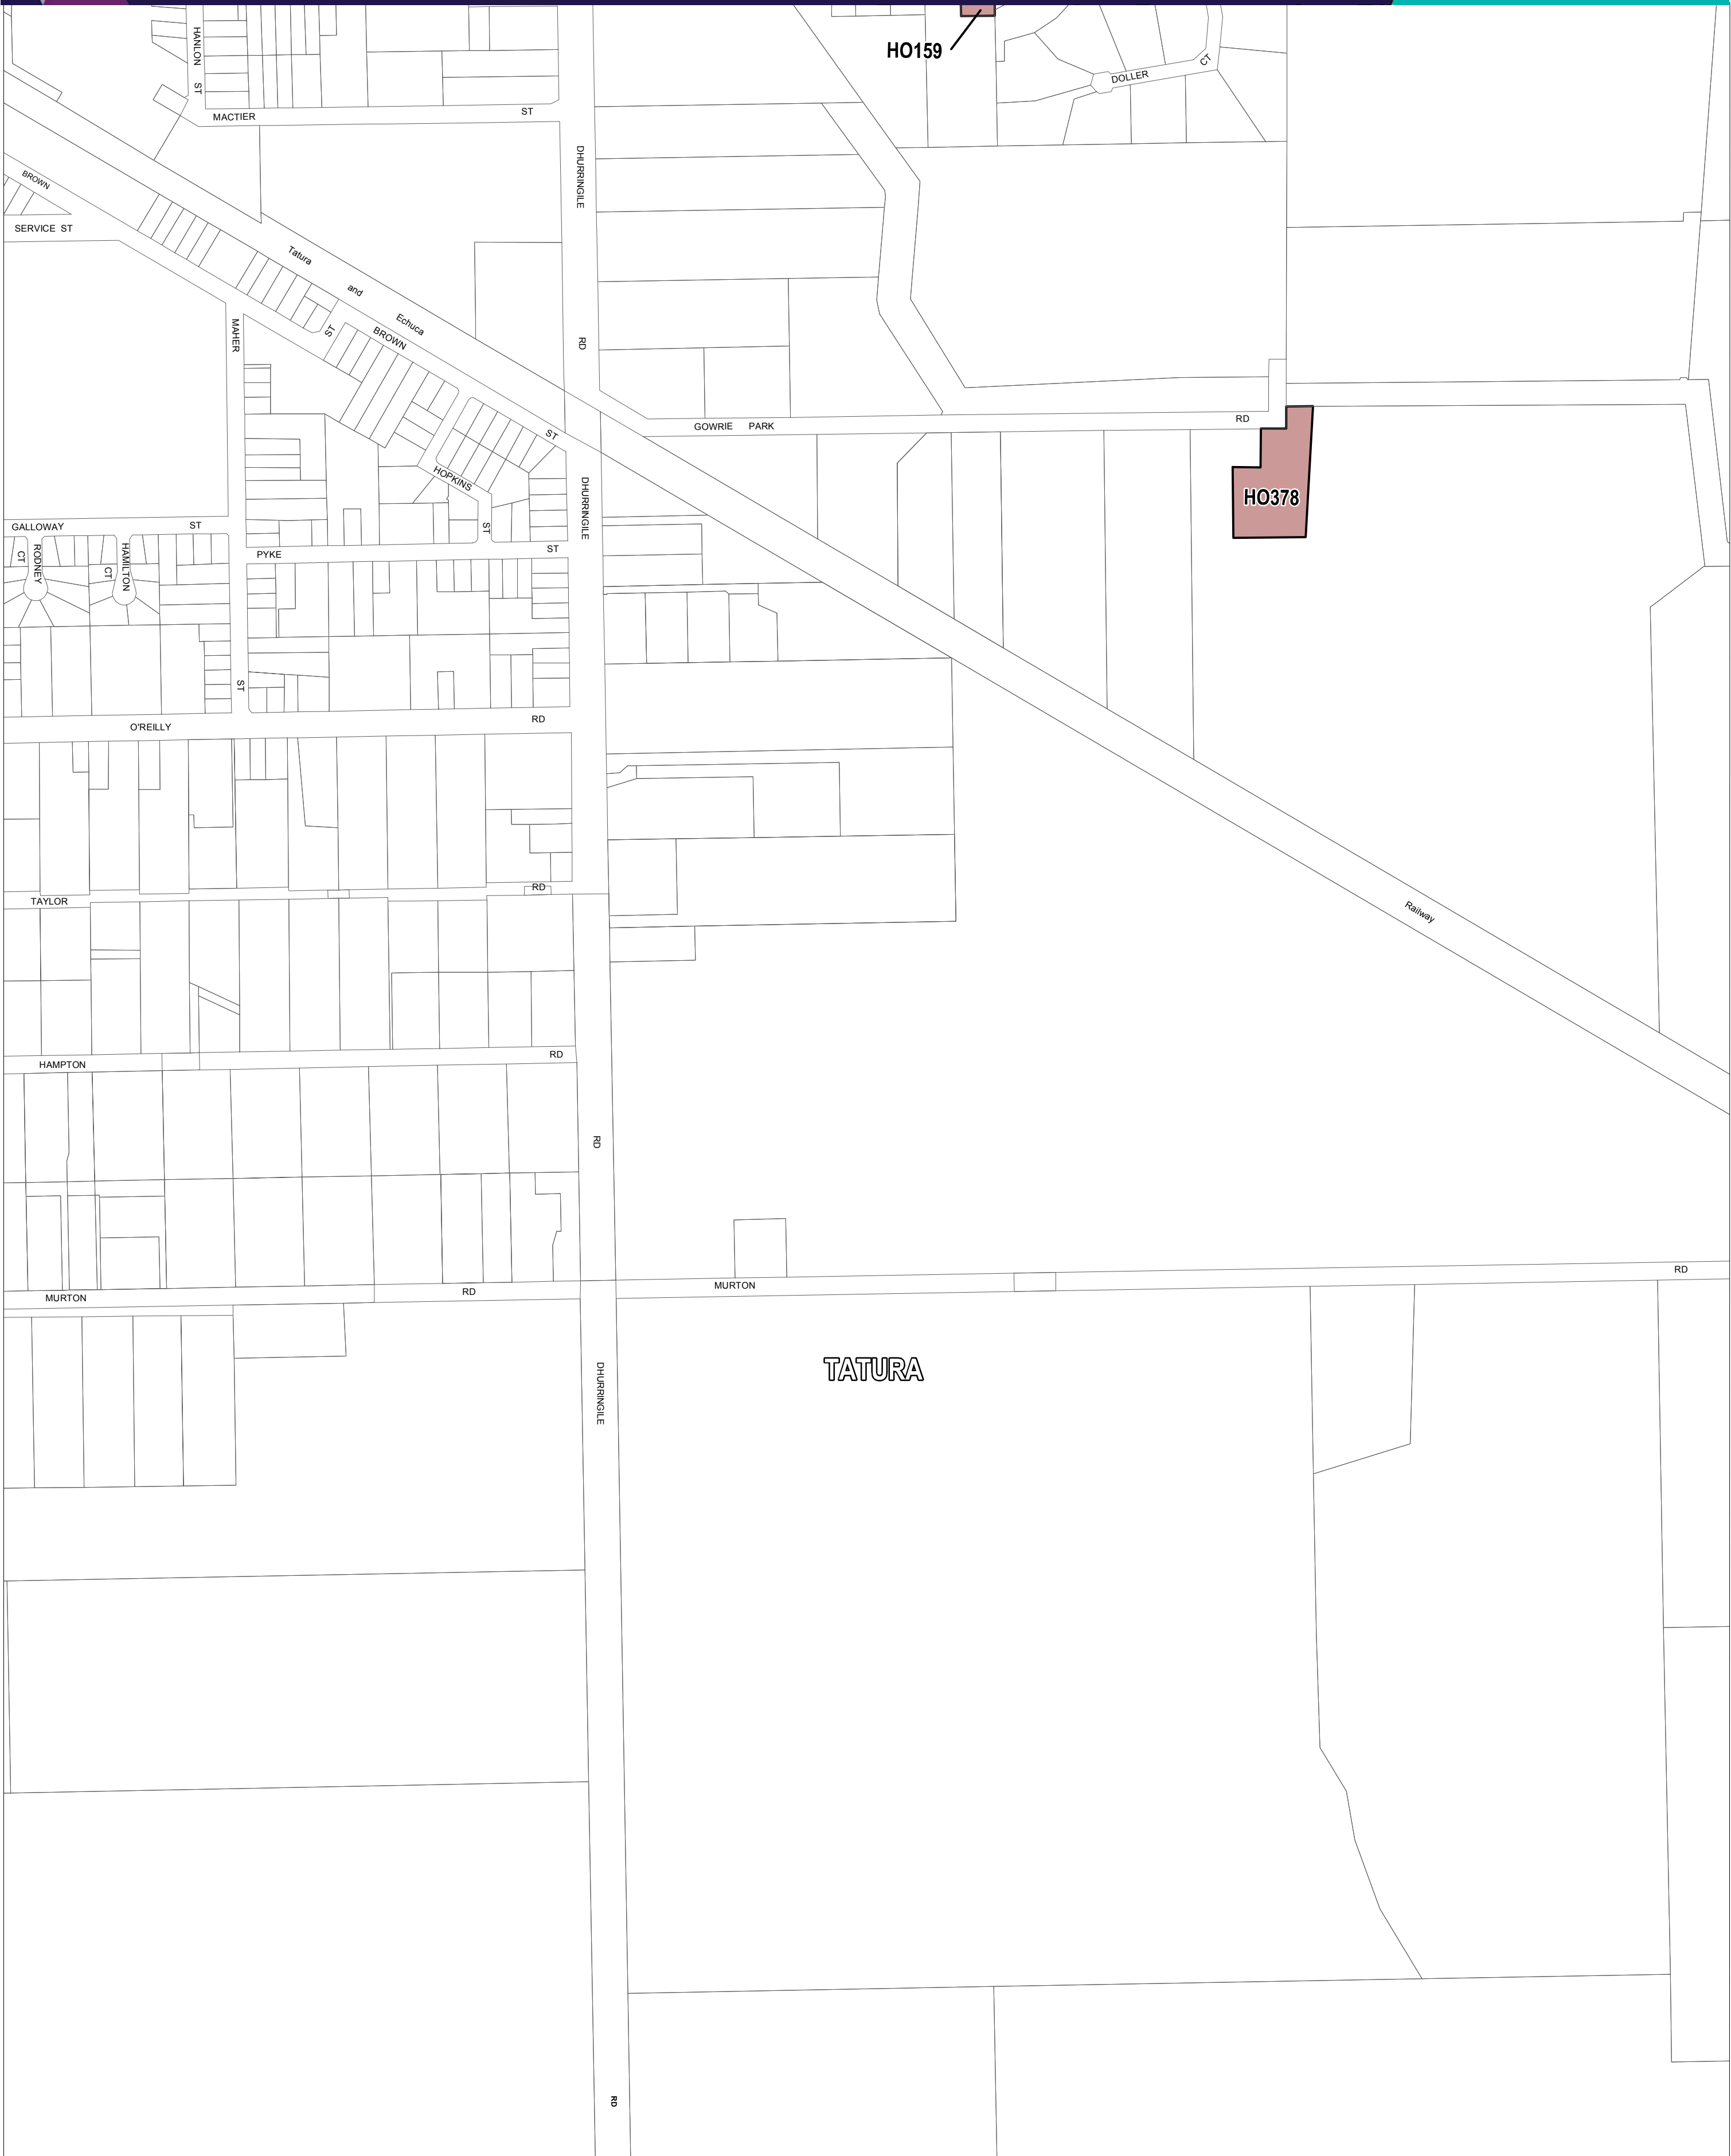 HO159
HANLON ST
DOLLER CT
MACTIER ST
DHURRINGILE RD
BROWN
SERVICE ST
Tatura and Echuca
MAHER
ST
BROWN
ST
GOWRIE PARK RD
HOPKINS
ST
DHURRINGILE
HO378
GALLOWAY ST
RODNEY CT
HAMILTON CT
PYKE ST
ST
O'REILLY RD
TAYLOR RD
Railway
HAMPTON RD
RD
MURTON RD
MURTON RD
TATURA
DHURRINGILE
RD